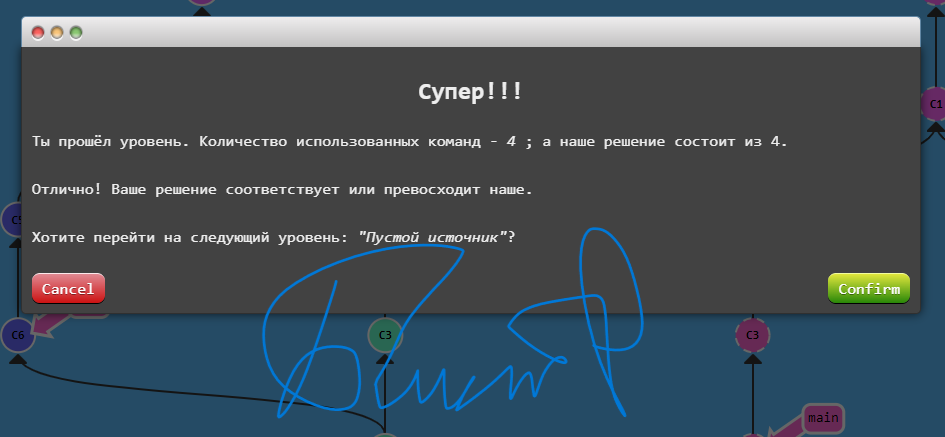 C1
Супер!!!
Ты прошёл уровень. Количество использованных команд - 4 ; а наше решение состоит из 4.
Отлично! Ваше решение соответствует или превосходит наше.
Хотите перейти на следующий уровень: "Пустой источник"?
Cancel
Confirm
C6
C3
C3
main